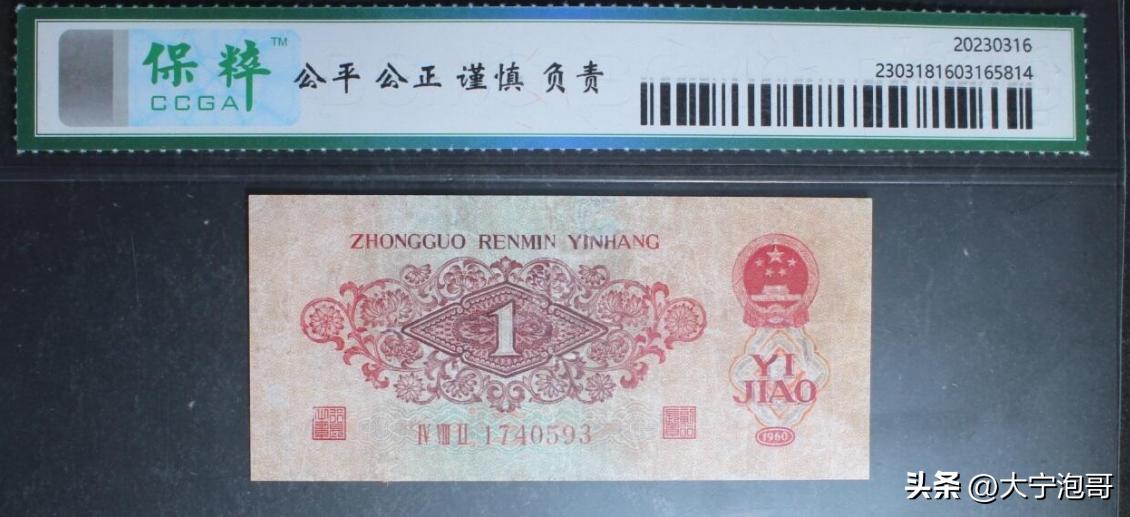 保粹 TM
CCGA
公平 公正 谨慎 负责
20230316
2303181603165814
ZHONGGUO RENMIN YINHANG
1
YI
JIAO
IV VIII II 1740593
1960
头条 @大宁泡哥